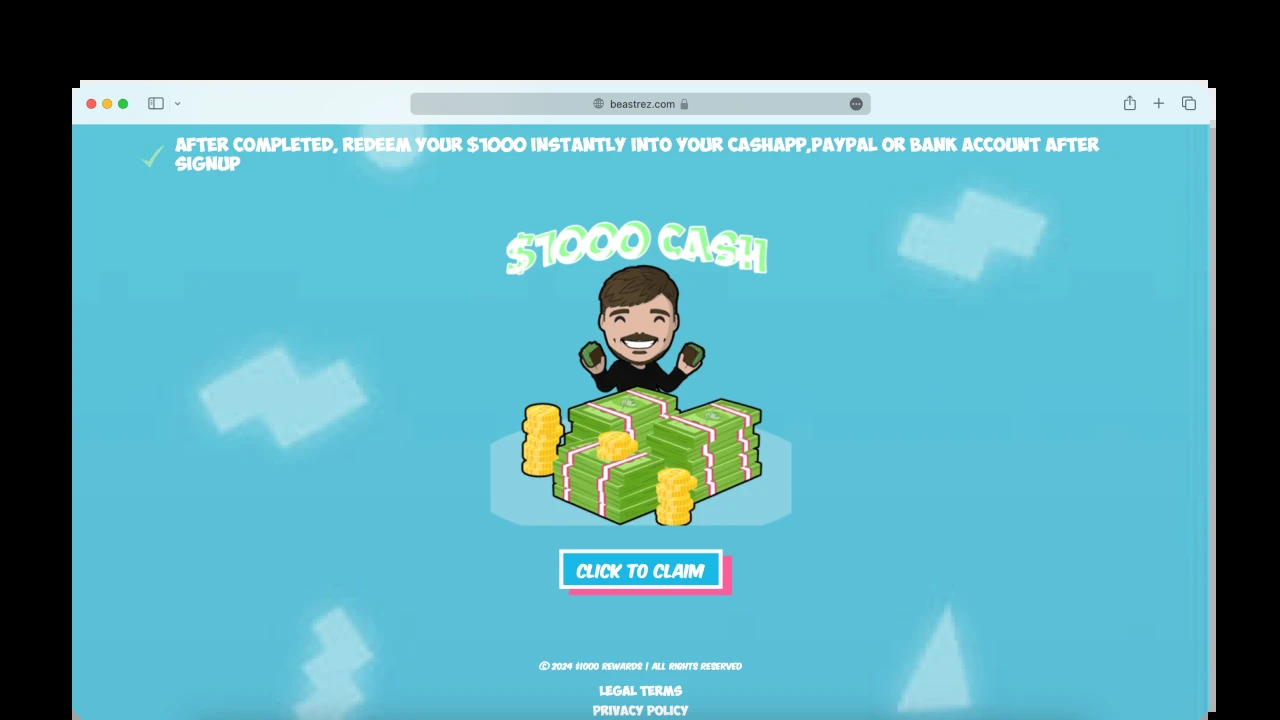 beastrez.com
AFTER COMPLETED, REDEEM YOUR $1000 INSTANTLY INTO YOUR CASHAPP,PAYPAL OR BANK ACCOUNT AFTER
SIGNUP
$1000 CASH
CLICK TO CLAIM
© 2024 $1000 REWARDS | ALL RIGHTS RESERVED
LEGAL TERMS
PRIVACY POLICY